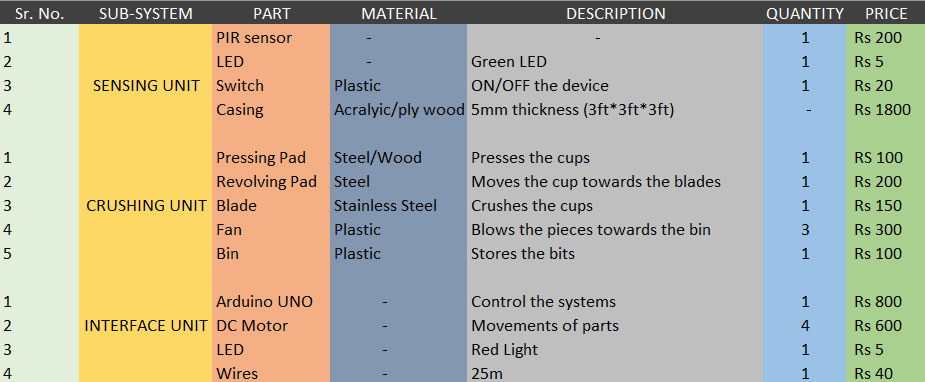 Sr. No. SUB-SYSTEM PART MATERIAL DESCRIPTION QUANTITY PRICE
1 PIR sensor - - 1 Rs 200
2 LED - Green LED 1 Rs 5
3 SENSING UNIT Switch Plastic ON/OFF the device 1 Rs 20
4 Casing Acralyic/ply wood 5mm thickness (3ft*3ft*3ft) - Rs 1800
1 Pressing Pad Steel/Wood Presses the cups 1 RS 100
2 Revolving Pad Steel Moves the cup towards the blades 1 Rs 200
3 CRUSHING UNIT Blade Stainless Steel Crushes the cups 1 Rs 150
4 Fan Plastic Blows the pieces towards the bin 3 Rs 300
5 Bin Plastic Stores the bits 1 Rs 100
1 Arduino UNO - Control the systems 1 Rs 800
2 INTERFACE UNIT DC Motor - Movements of parts 4 Rs 600
3 LED - Red Light 1 Rs 5
4 Wires - 25m 1 Rs 40